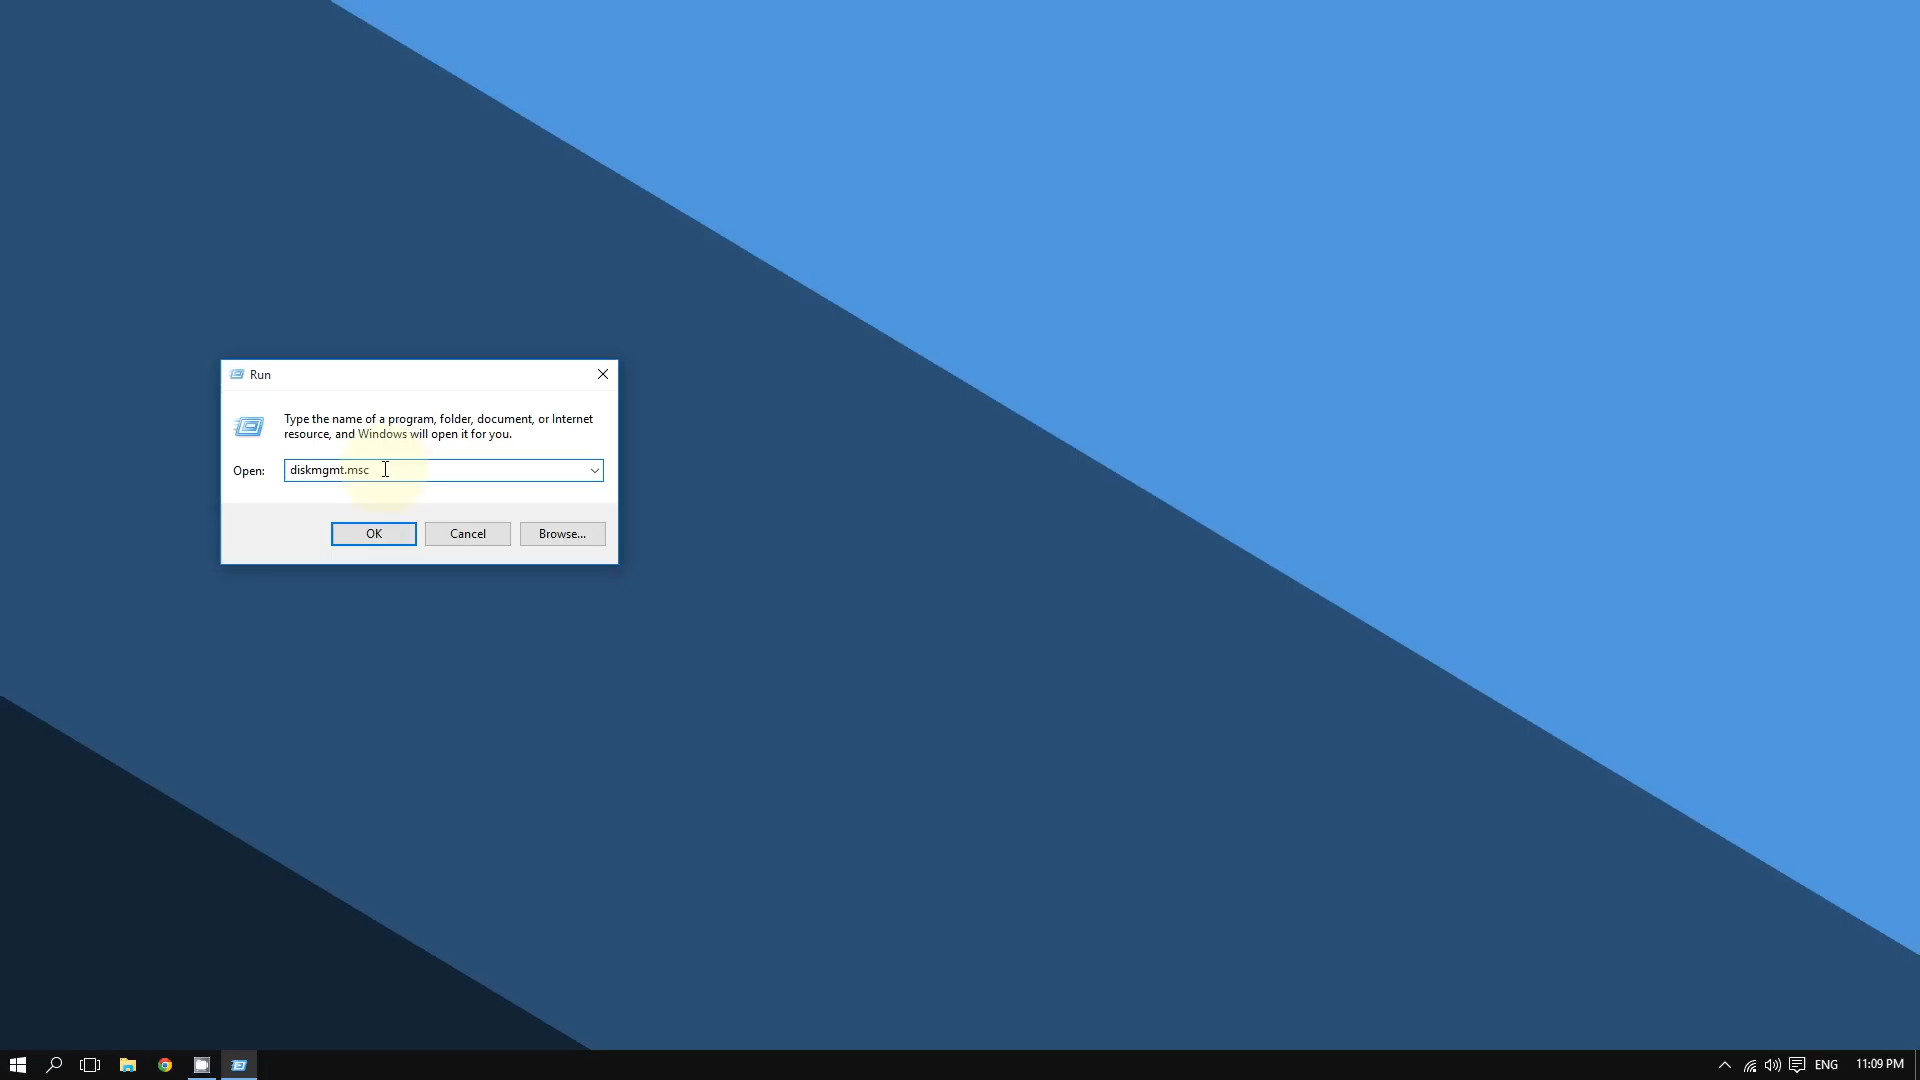 Run
Type the name of a program, folder, document, or Internet
resource, and Windows will open it for you.
Open: diskmgmt.msc
OK Cancel Browse...
ENG 11:09 PM